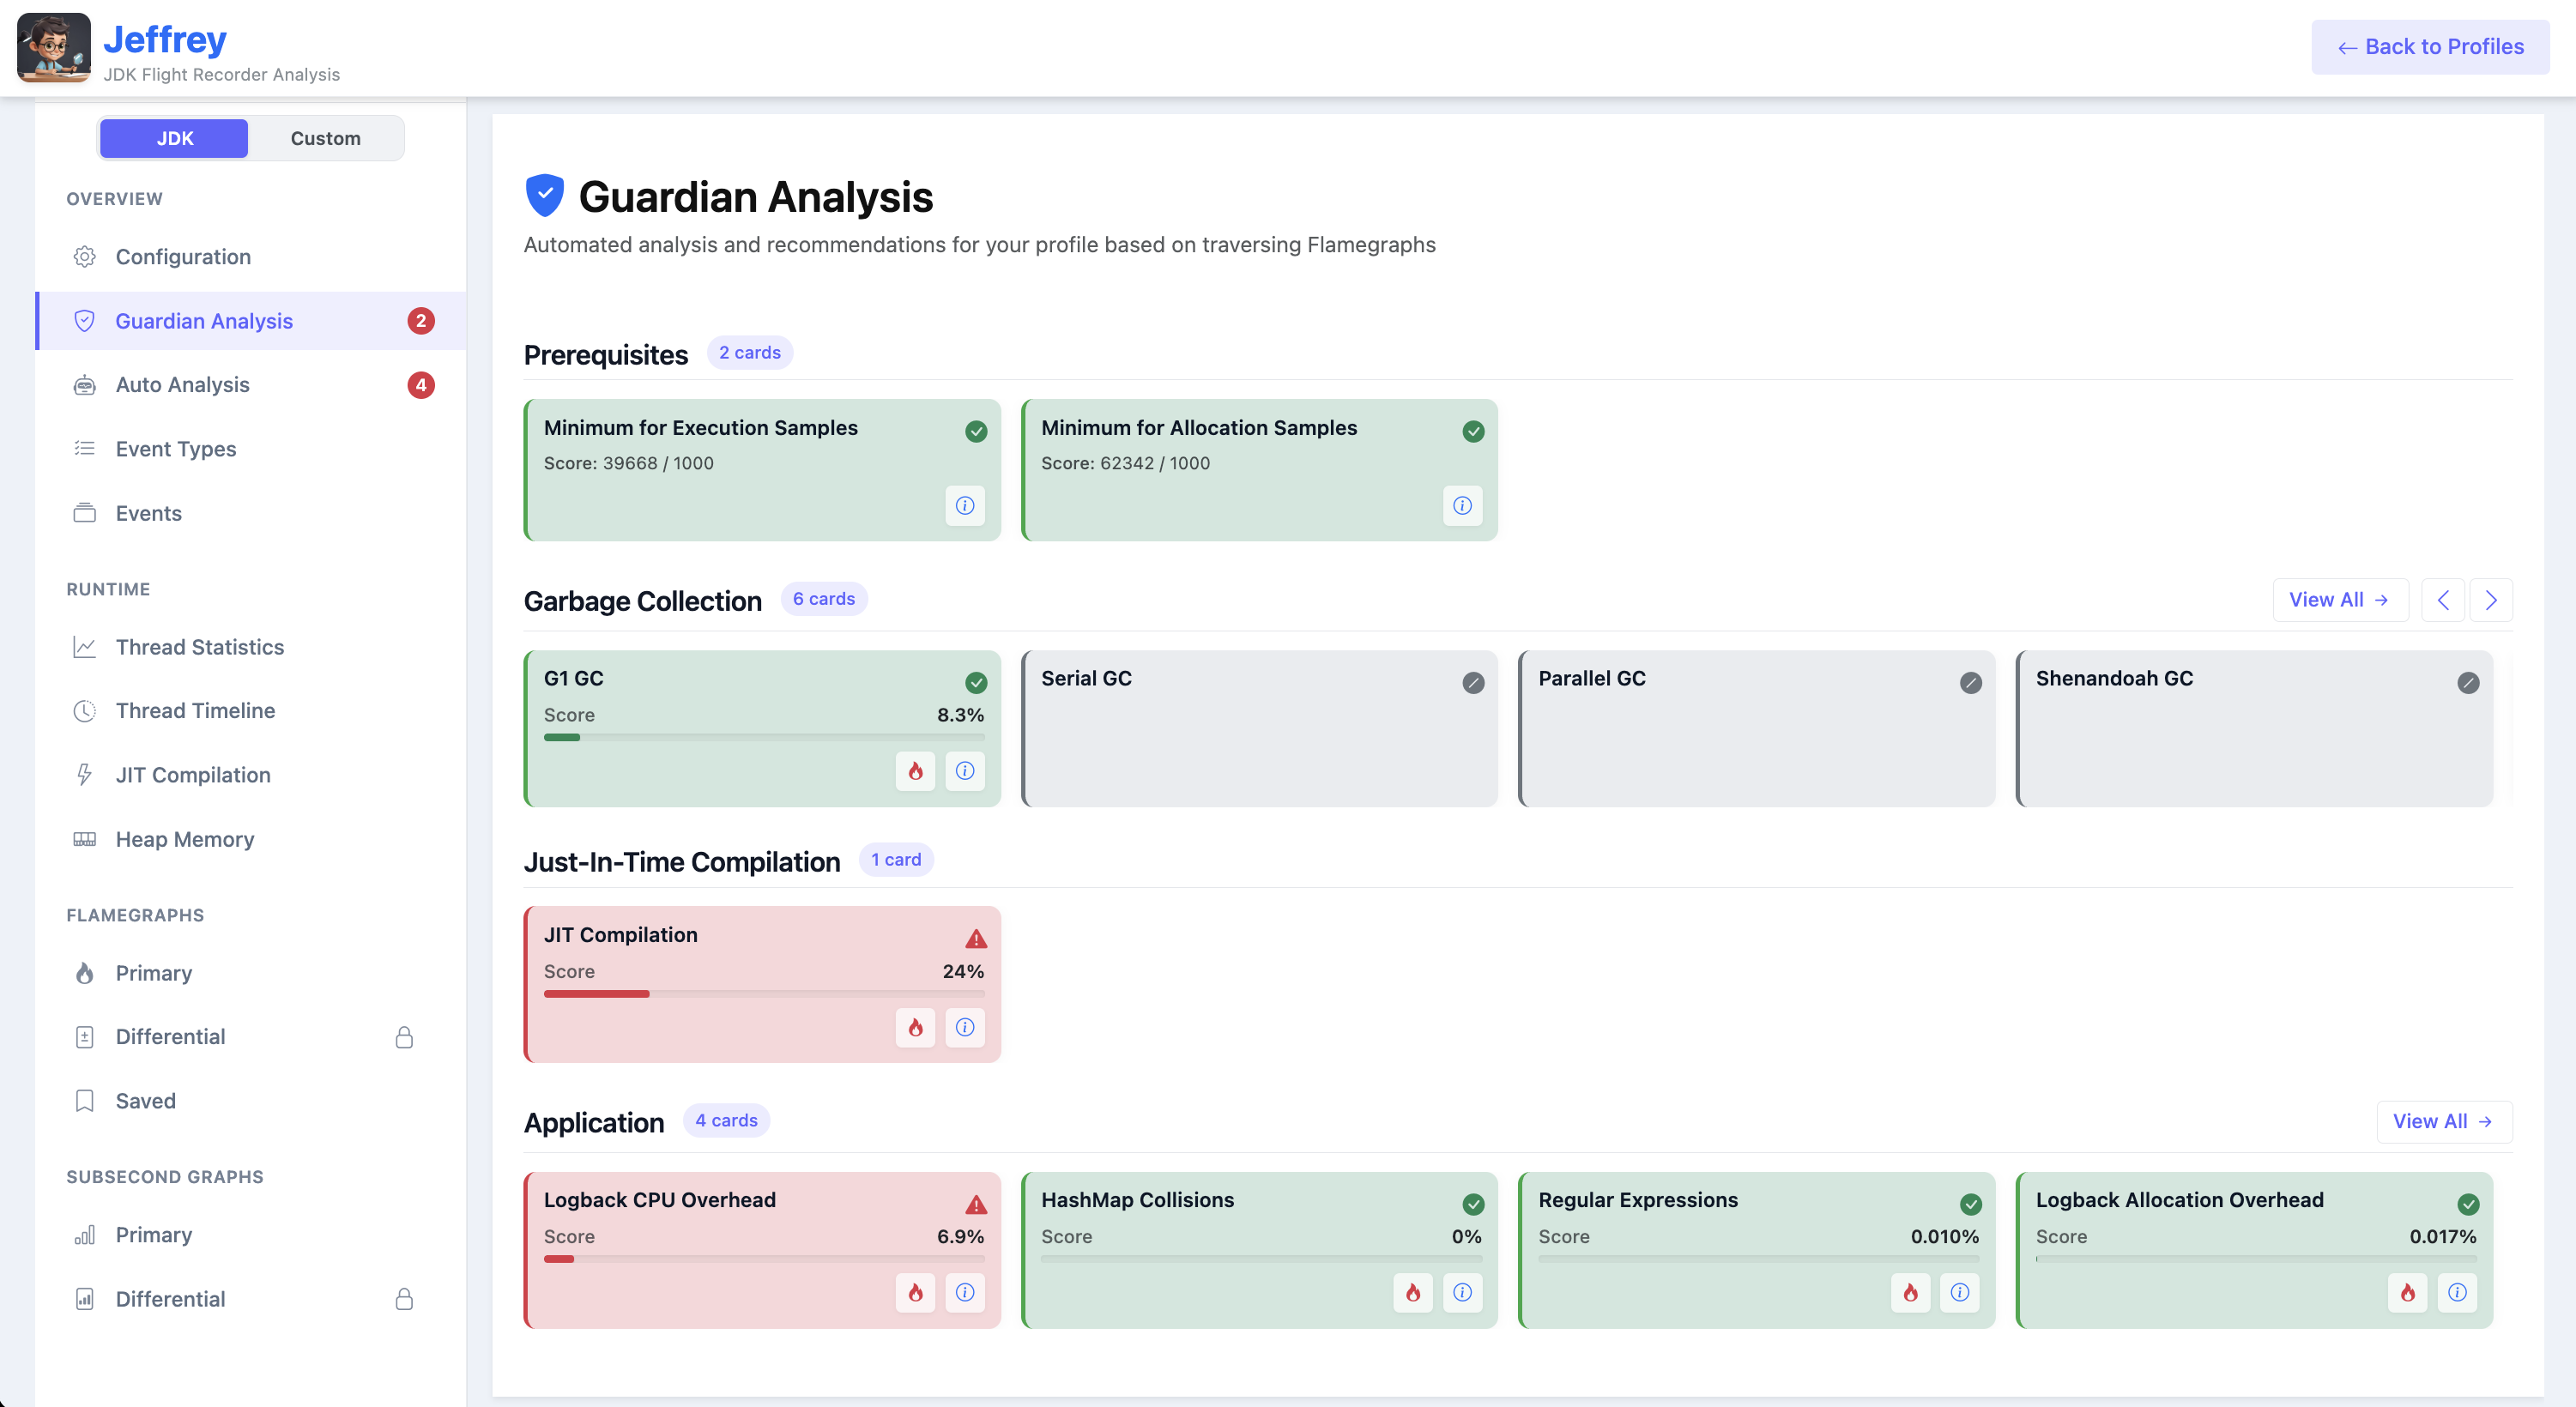 Jeffrey
JDK Flight Recorder Analysis
← Back to Profiles
JDK
Custom
OVERVIEW
Configuration
Guardian Analysis
2
Auto Analysis
4
Event Types
Events
RUNTIME
Thread Statistics
Thread Timeline
JIT Compilation
Heap Memory
FLAMEGRAPHS
Primary
Differential
Saved
SUBSECOND GRAPHS
Primary
Differential
Guardian Analysis
Automated analysis and recommendations for your profile based on traversing Flamegraphs
Prerequisites
2 cards
Minimum for Execution Samples
Score: 39668 / 1000
Minimum for Allocation Samples
Score: 62342 / 1000
Garbage Collection
6 cards
View All →
G1 GC
Score
8.3%
Serial GC
Parallel GC
Shenandoah GC
Just-In-Time Compilation
1 card
JIT Compilation
Score
24%
Application
4 cards
View All →
Logback CPU Overhead
Score
6.9%
HashMap Collisions
Score
0%
Regular Expressions
Score
0.010%
Logback Allocation Overhead
Score
0.017%